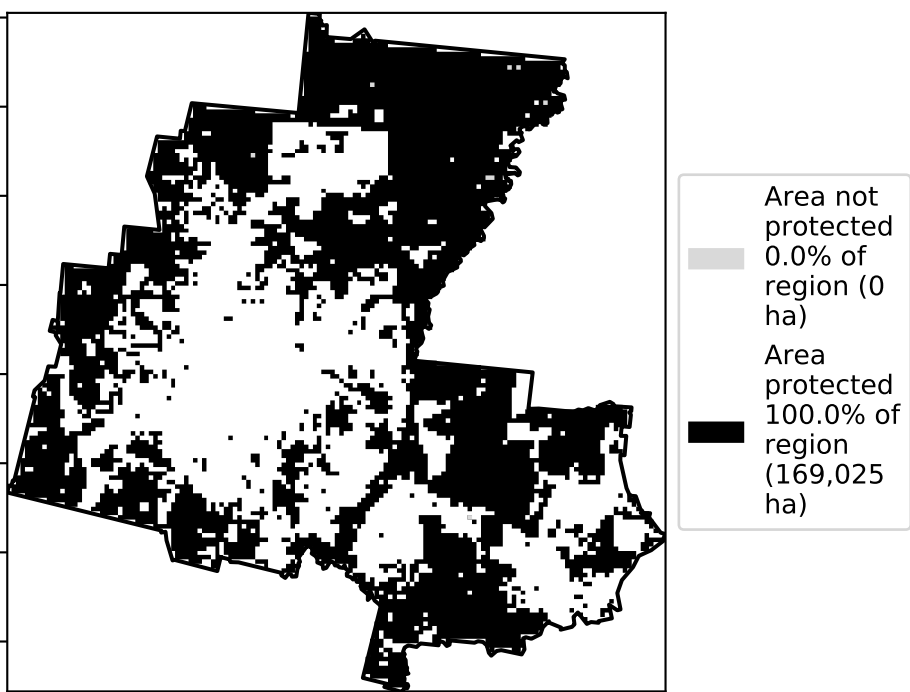 Area not
protected
0.0% of
region (0
ha)
Area
protected
100.0% of
region
(169,025
ha)